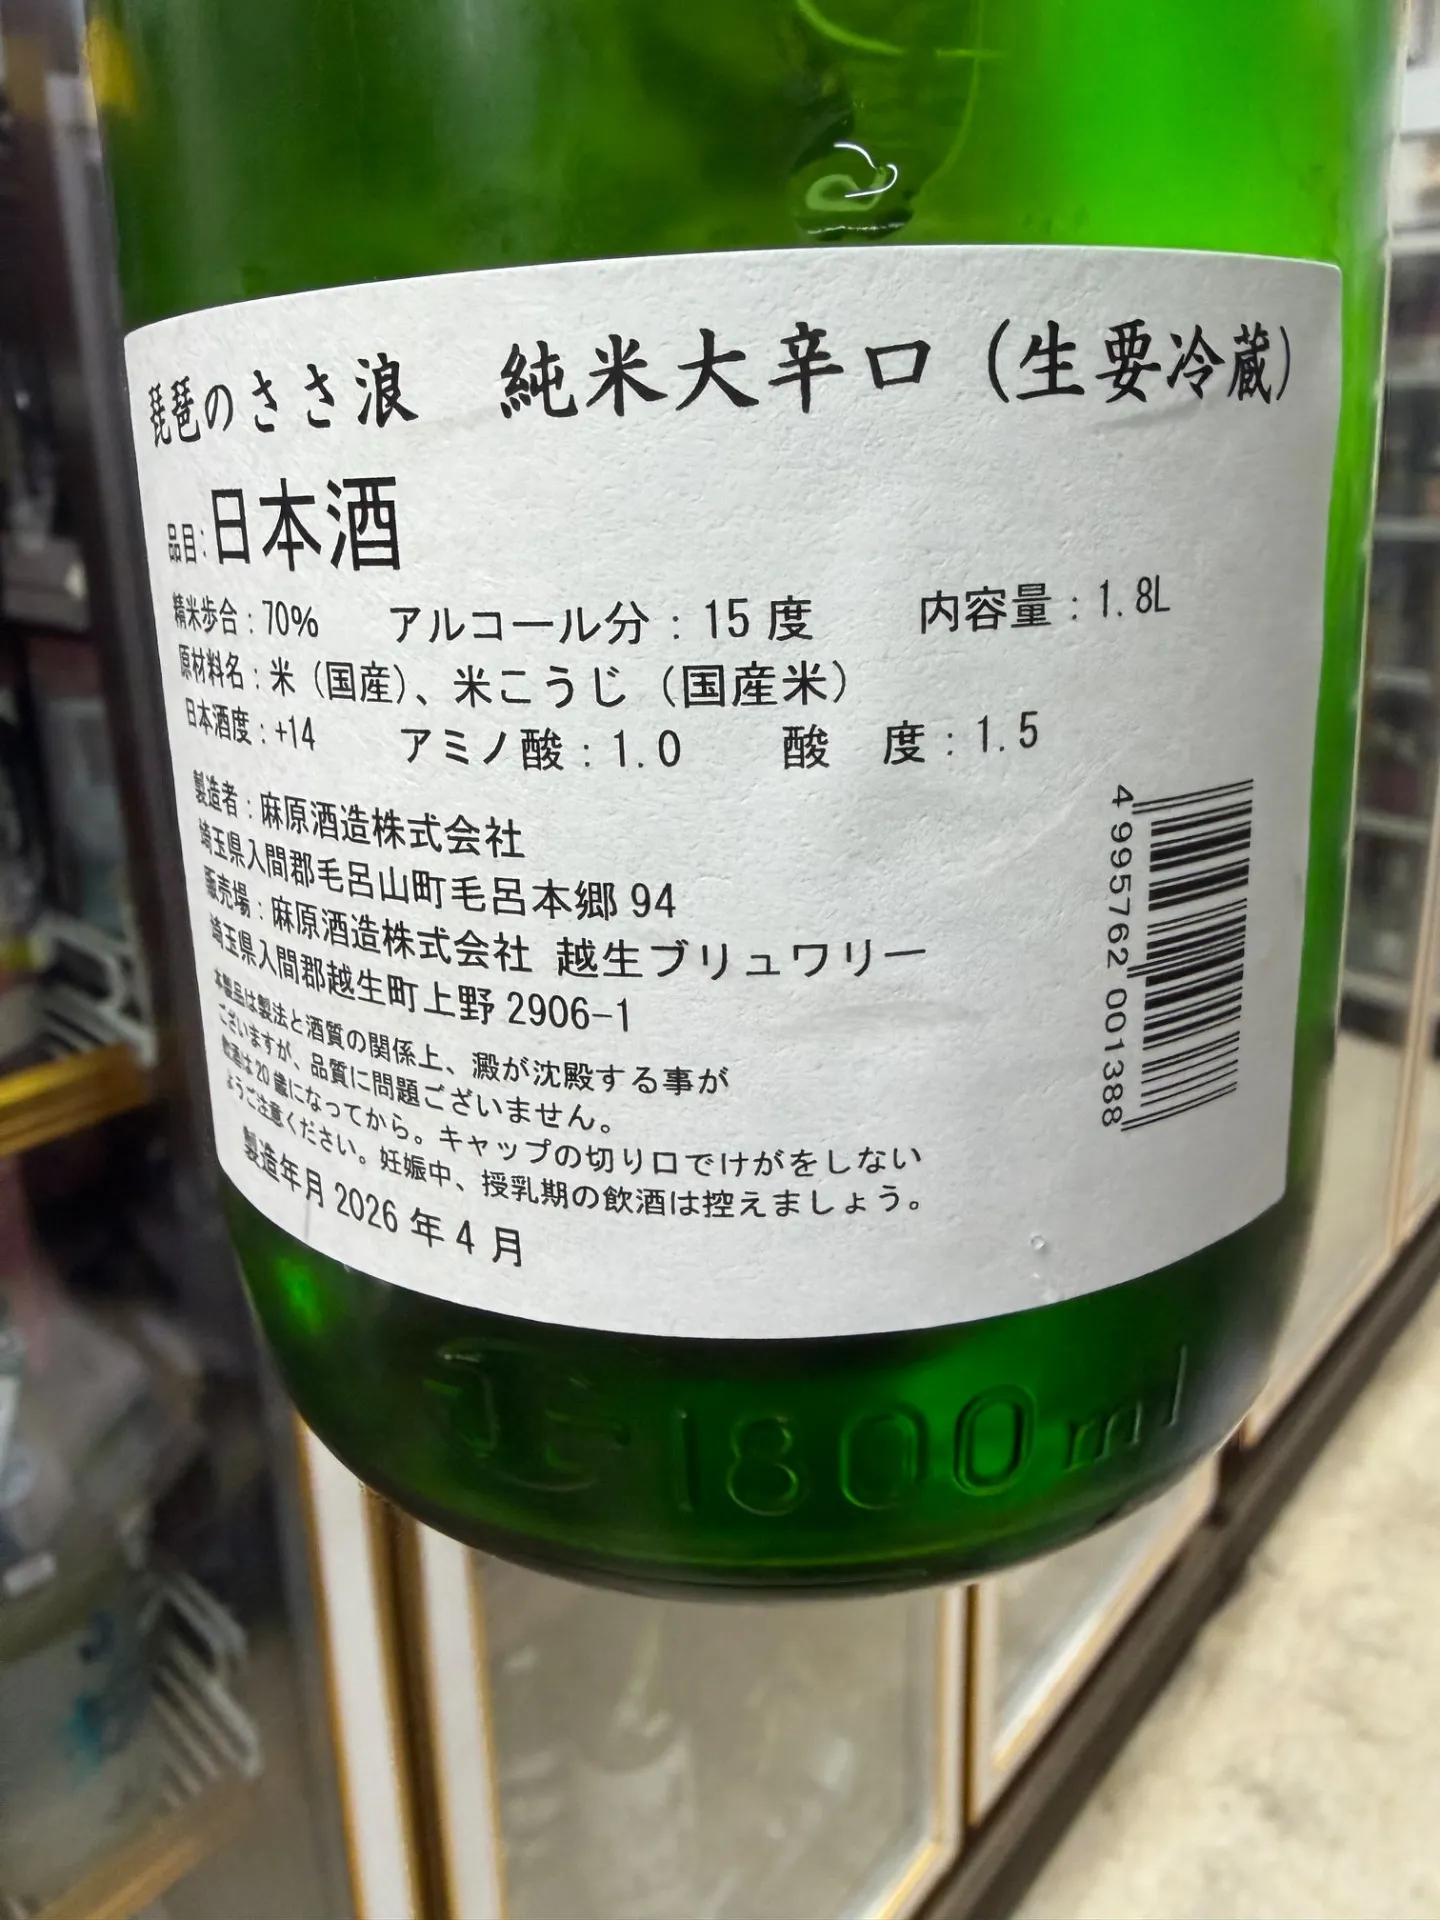 琵琶のささ浪　純米大辛口（生要冷蔵）
品目：日本酒
精米歩合：70%　アルコール分：15度　内容量：1.8L
原材料名：米（国産）、米こうじ（国産米）
日本酒度：+14　アミノ酸：1.0　酸　度：1.5
製造者：麻原酒造株式会社
埼玉県入間郡毛呂山町毛呂本郷94
販売場：麻原酒造株式会社 越生ブリュワリー
埼玉県入間郡越生町上野2906-1
本製品は製法と酒質の関係上、澱が沈殿する事が
ございますが、品質に問題ございません。
飲酒は20歳になってから。キャップの切り口でけがをしない
ようご注意ください。妊娠中、授乳期の飲酒は控えましょう。
製造年月 2026年4月
4995762001388
1800ml